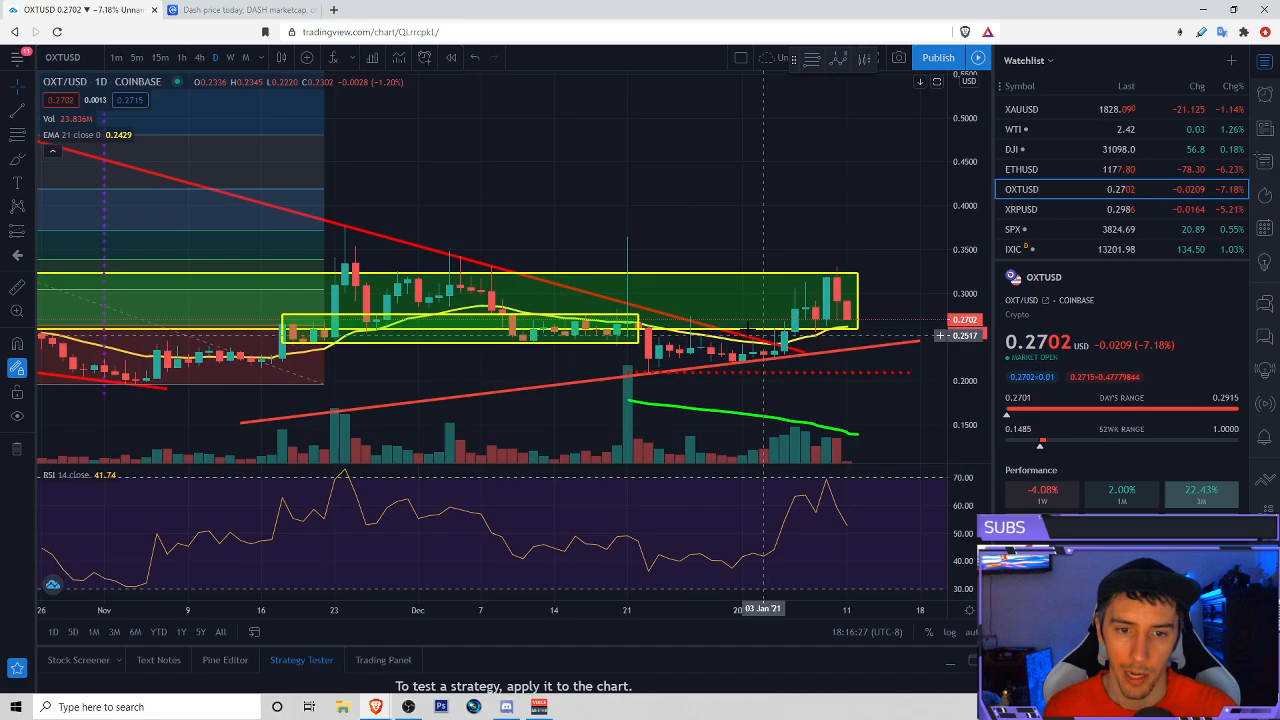 OXTUSD 0.2702 ▼ −7.18% Unnam
Dash price today, DASH marketcap, c
tradingview.com/chart/QLrrcpkL/
11
OXTUSD 1m 5m 15m 1h 2h 4h D W M
Publish
OXT/USD · 1D · COINBASE O0.2336 H0.2345 L0.2220 C0.2302 −0.0028 (−1.20%)
0.2702 0.0013 0.2715
Vol 23.836M
EMA 21 close 0 0.2429
USD
0.5000
0.4500
0.4000
0.3500
0.3000
0.2702
0.2517
0.2000
0.1500
RSI 14 close 41.74
70.00
60.00
50.00
40.00
30.00
26 Nov 9 16 23 Dec 7 14 21 03 Jan '21 11 18
1D 5D 1M 3M 6M YTD 1Y 5Y All
18:16:27 (UTC-8) % log
Stock Screener Text Notes Pine Editor Strategy Tester Trading Panel
To test a strategy, apply it to the chart.
Watchlist
Symbol Last Chg Chg%
XAUUSD 1828.090 −21.125 −1.14%
WTI 2.42 0.03 1.26%
DJI 31098.0 56.8 0.18%
ETHUSD 1177.80 −78.30 −6.23%
OXTUSD 0.2702 −0.0209 −7.18%
XRPUSD 0.2986 −0.0164 −5.21%
SPX 3824.69 20.89 0.55%
IXIC D 13201.98 134.50 1.03%
OXTUSD
OXT/USD · COINBASE
Crypto
0.2702 USD −0.0209 (−7.18%)
MARKET OPEN
0.2702×0.01 0.2715×0.47779844
0.2701 DAY'S RANGE 0.2915
0.1485 52WK RANGE 1.0000
Performance
-4.08% 2.00% 22.43%
1W 1M 3M
SUBS
Type here to search